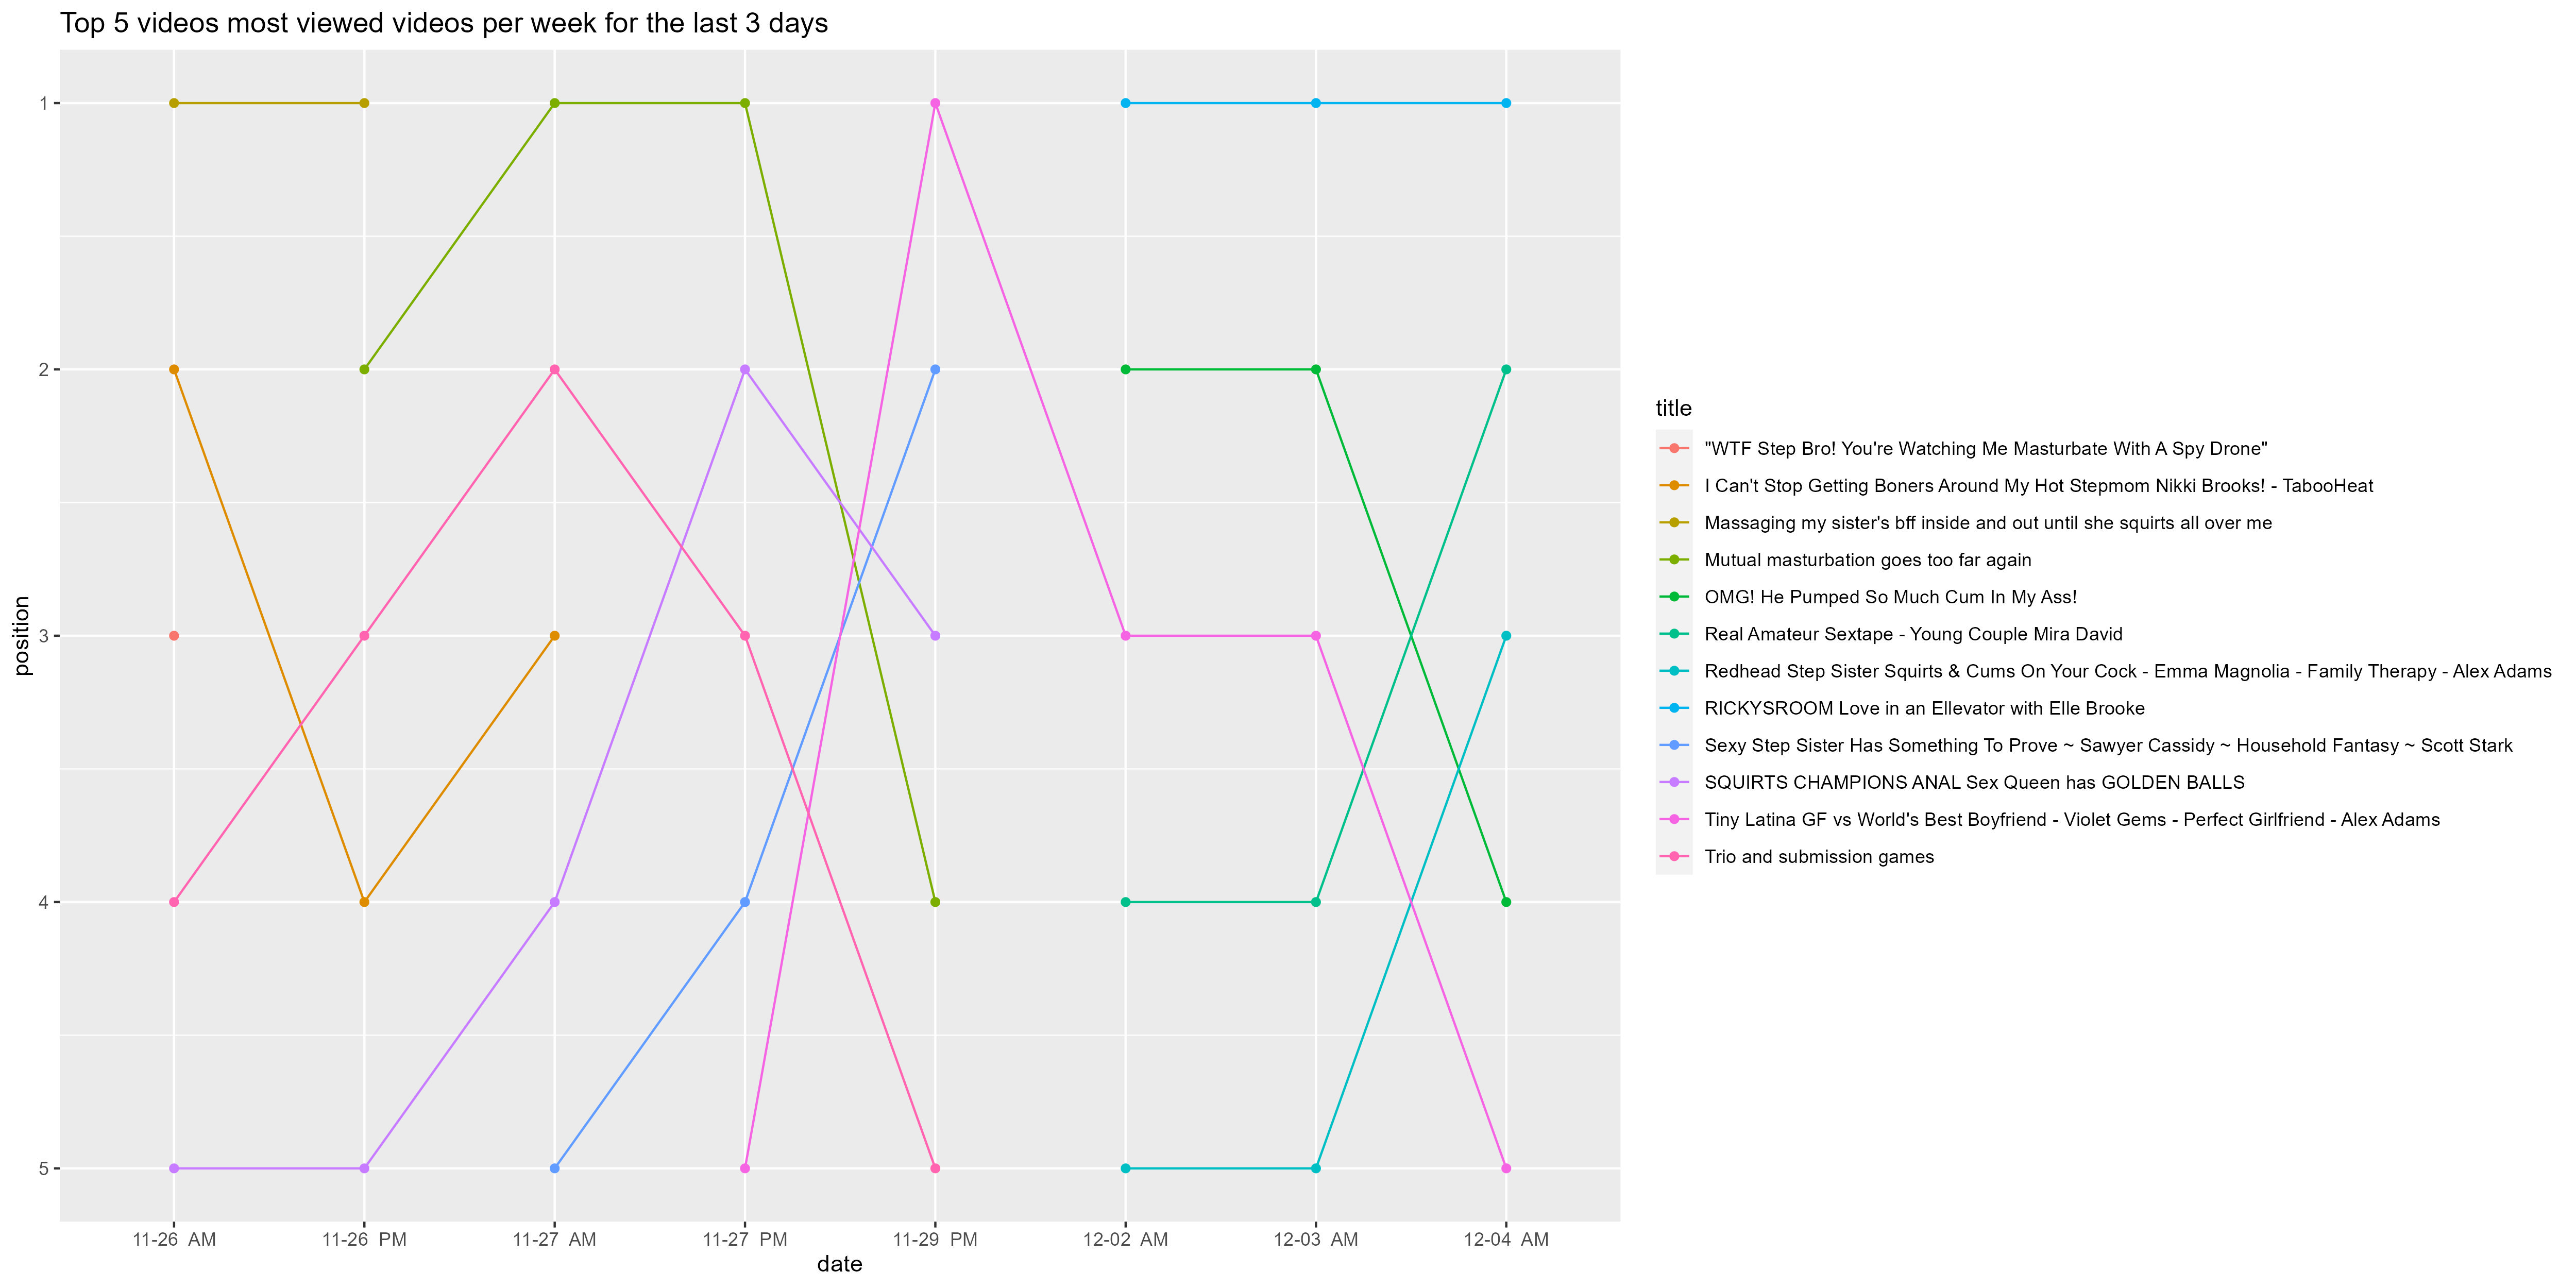 Top 5 videos most viewed videos per week for the last 3 days
position
1
2
3
4
5
11-26 AM
11-26 PM
11-27 AM
11-27 PM
11-29 PM
12-02 AM
12-03 AM
12-04 AM
date
title
"WTF Step Bro! You're Watching Me Masturbate With A Spy Drone"
I Can't Stop Getting Boners Around My Hot Stepmom Nikki Brooks! - TabooHeat
Massaging my sister's bff inside and out until she squirts all over me
Mutual masturbation goes too far again
OMG! He Pumped So Much Cum In My Ass!
Real Amateur Sextape - Young Couple Mira David
Redhead Step Sister Squirts & Cums On Your Cock - Emma Magnolia - Family Therapy - Alex Adams
RICKYSROOM Love in an Ellevator with Elle Brooke
Sexy Step Sister Has Something To Prove ~ Sawyer Cassidy ~ Household Fantasy ~ Scott Stark
SQUIRTS CHAMPIONS ANAL Sex Queen has GOLDEN BALLS
Tiny Latina GF vs World's Best Boyfriend - Violet Gems - Perfect Girlfriend - Alex Adams
Trio and submission games